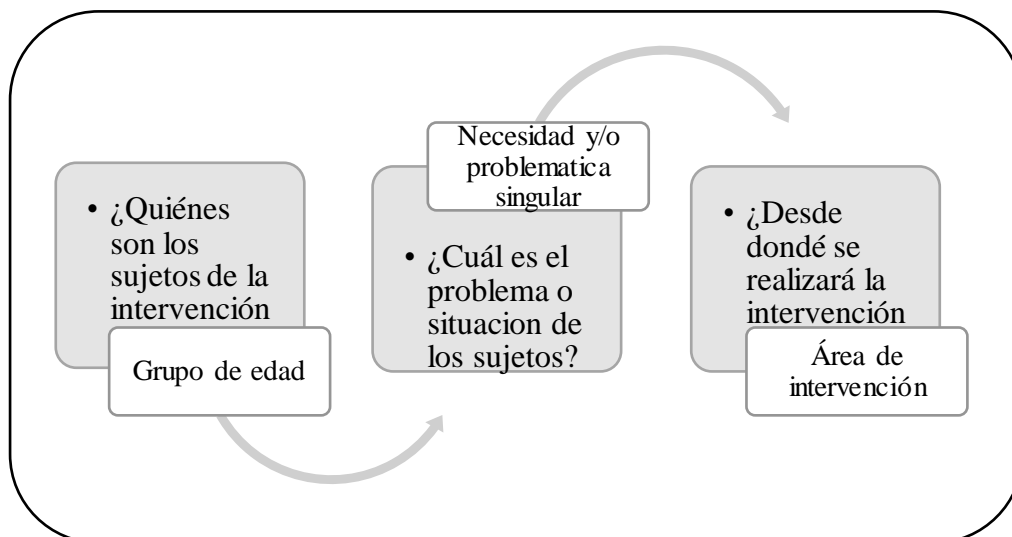 • ¿Quiénes
son los
sujetos de la
intervención
Grupo de edad
Necesidad y/o
problematica
singular
• ¿Cuál es el
problema o
situacion de
los sujetos?
• ¿Desde
dondé se
realizará la
intervención
Área de
intervención